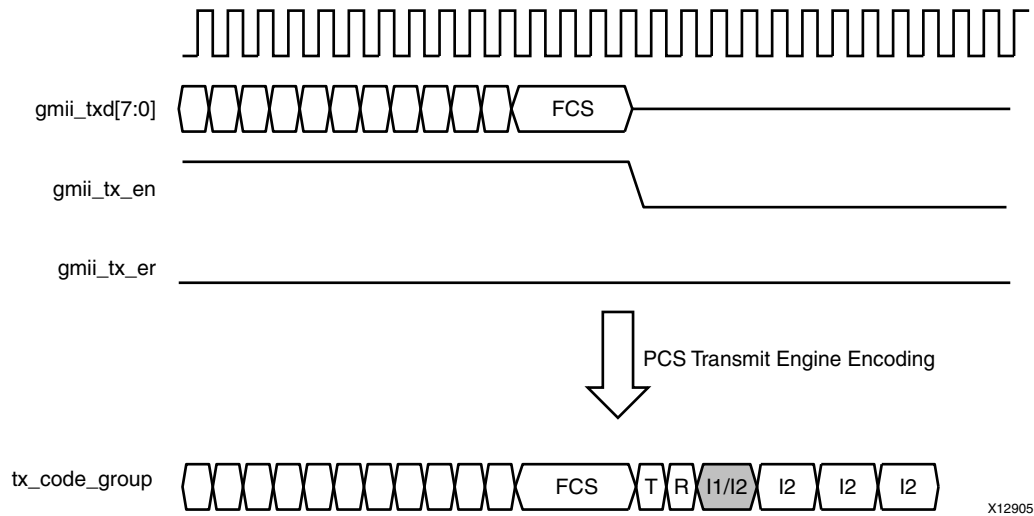 gmii_txd[7:0]
FCS
gmii_tx_en
gmii_tx_er
PCS Transmit Engine Encoding
tx_code_group
FCS T R I1/I2 I2 I2 I2
X12905